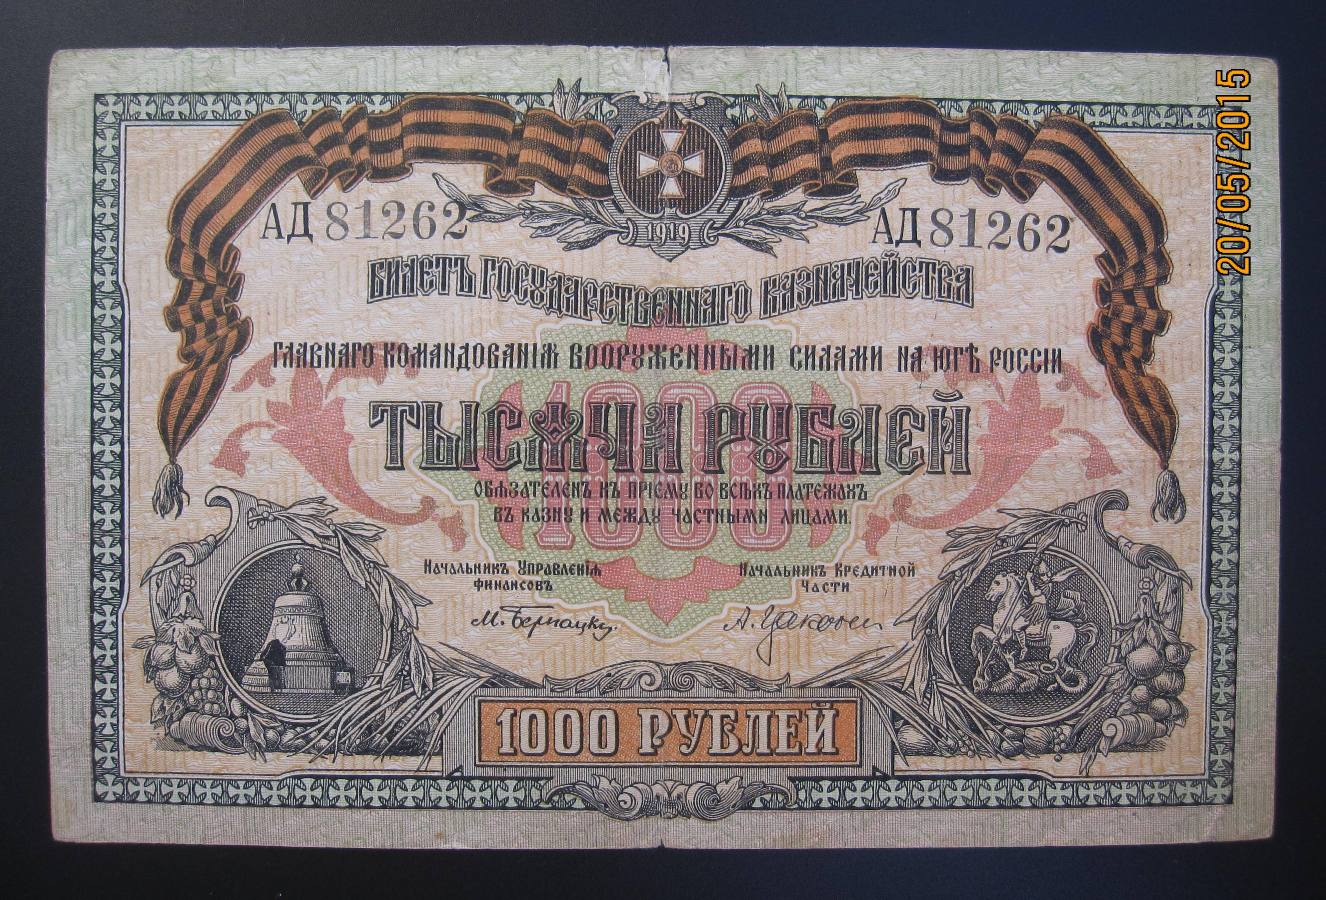 20/05/2015
1919
АД 81262 АД 81262
БИЛЕТЪ ГОСУДАРСТВЕННАГО КАЗНАЧЕЙСТВА
ГЛАВНАГО КОМАНДОВАНІЯ ВООРУЖЕННЫМИ СИЛАМИ НА ЮГѢ РОССІИ
1000
ТЫСЯЧА РУБЛЕЙ
ОБЯЗАТЕЛЕНЪ КЪ ПРІЕМУ ВО ВСѢХЪ ПЛАТЕЖАХЪ
ВЪ КАЗНУ И МЕЖДУ ЧАСТНЫМИ ЛИЦАМИ.
НАЧАЛЬНИКЪ УПРАВЛЕНІЯ НАЧАЛЬНИКЪ КРЕДИТНОЙ
ФИНАНСОВЪ ЧАСТИ
М. Бернацкій.
1000 РУБЛЕЙ